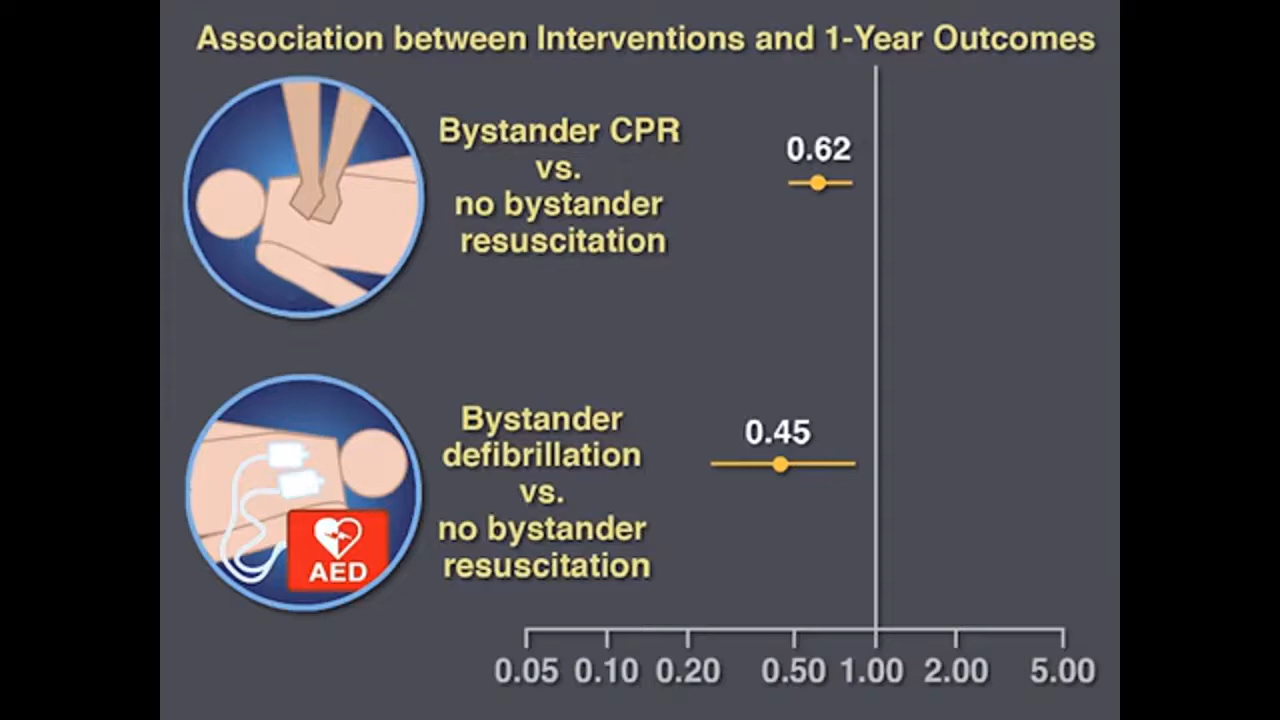 Association between Interventions and 1-Year Outcomes
Bystander CPR
vs.
no bystander
resuscitation
0.62
Bystander
defibrillation
vs.
no bystander
resuscitation
0.45
AED
0.05 0.10 0.20 0.50 1.00 2.00 5.00